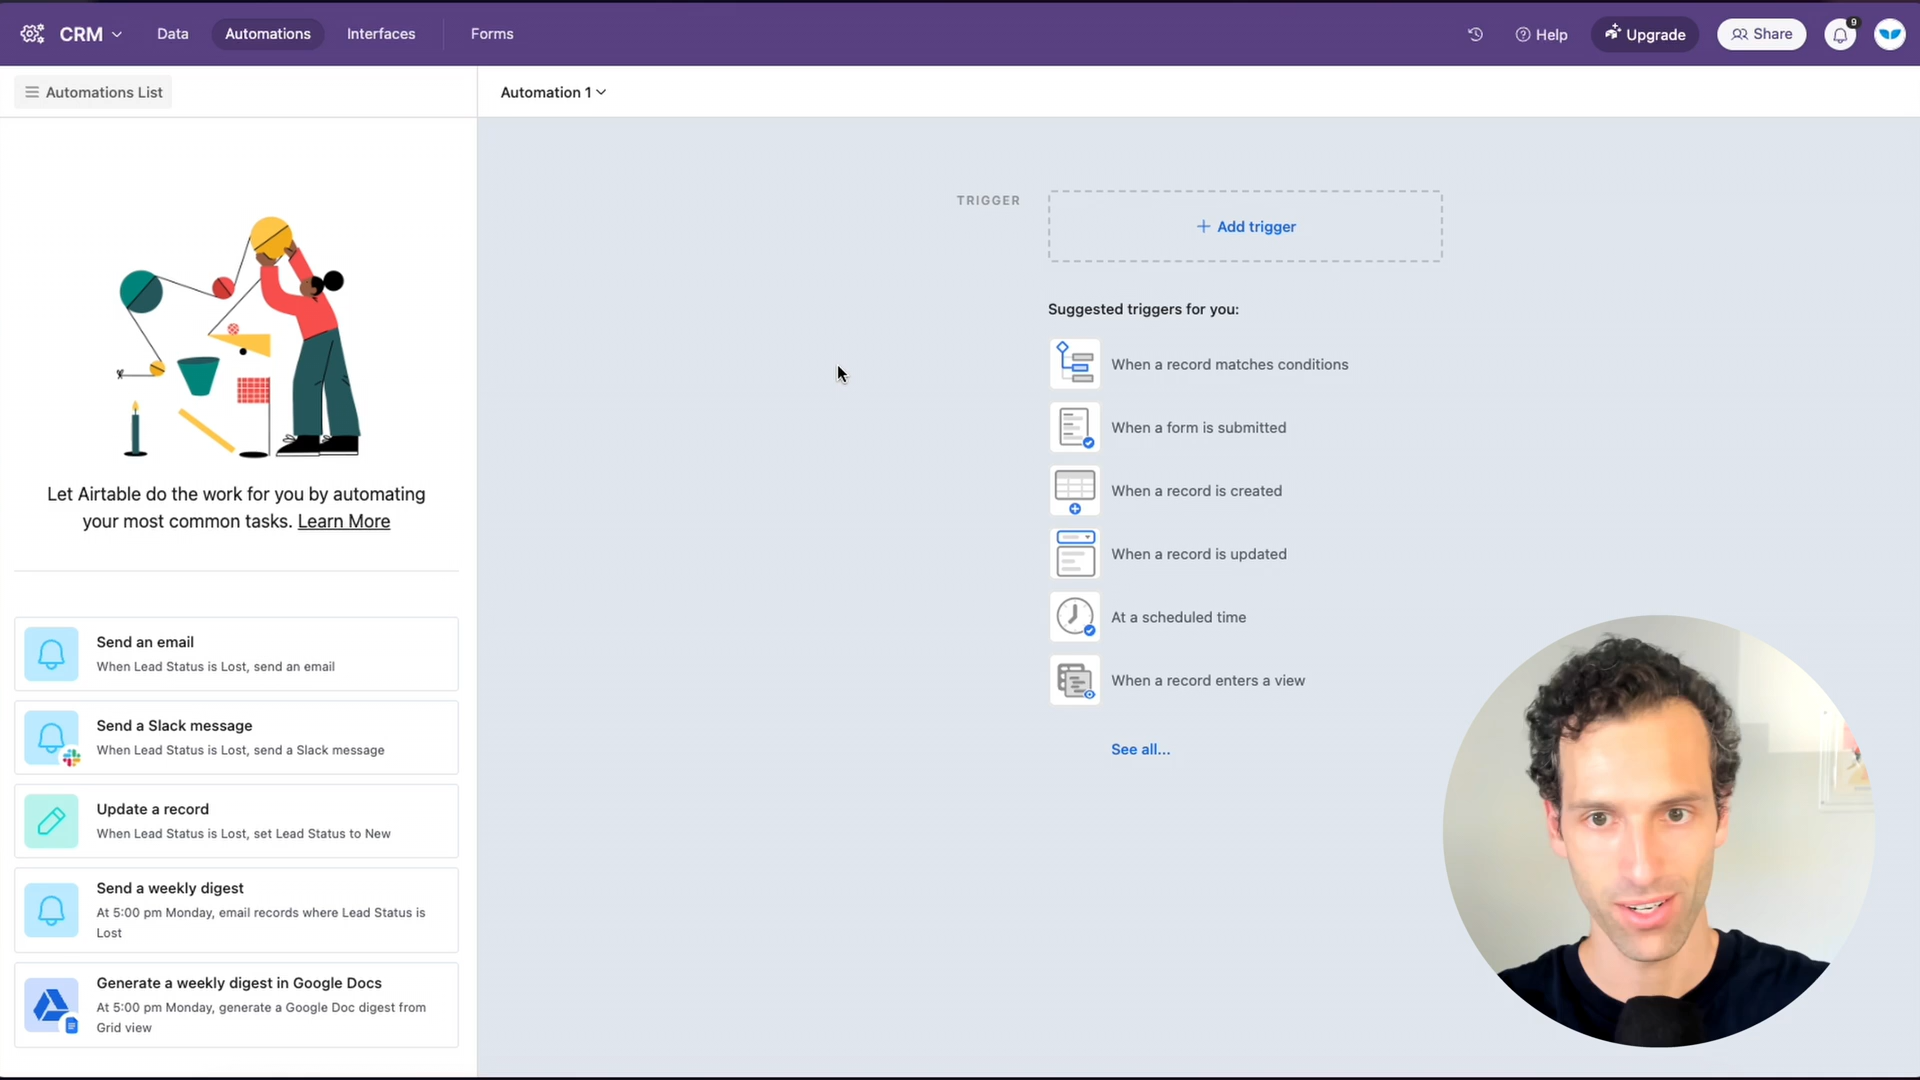 CRM
Data
Automations
Interfaces
Forms
Help
Upgrade
Share
9
Automations List
Automation 1
Let Airtable do the work for you by automating
your most common tasks. Learn More
Send an email
When Lead Status is Lost, send an email
Send a Slack message
When Lead Status is Lost, send a Slack message
Update a record
When Lead Status is Lost, set Lead Status to New
Send a weekly digest
At 5:00 pm Monday, email records where Lead Status is
Lost
Generate a weekly digest in Google Docs
At 5:00 pm Monday, generate a Google Doc digest from
Grid view
TRIGGER
+ Add trigger
Suggested triggers for you:
When a record matches conditions
When a form is submitted
When a record is created
When a record is updated
At a scheduled time
When a record enters a view
See all...